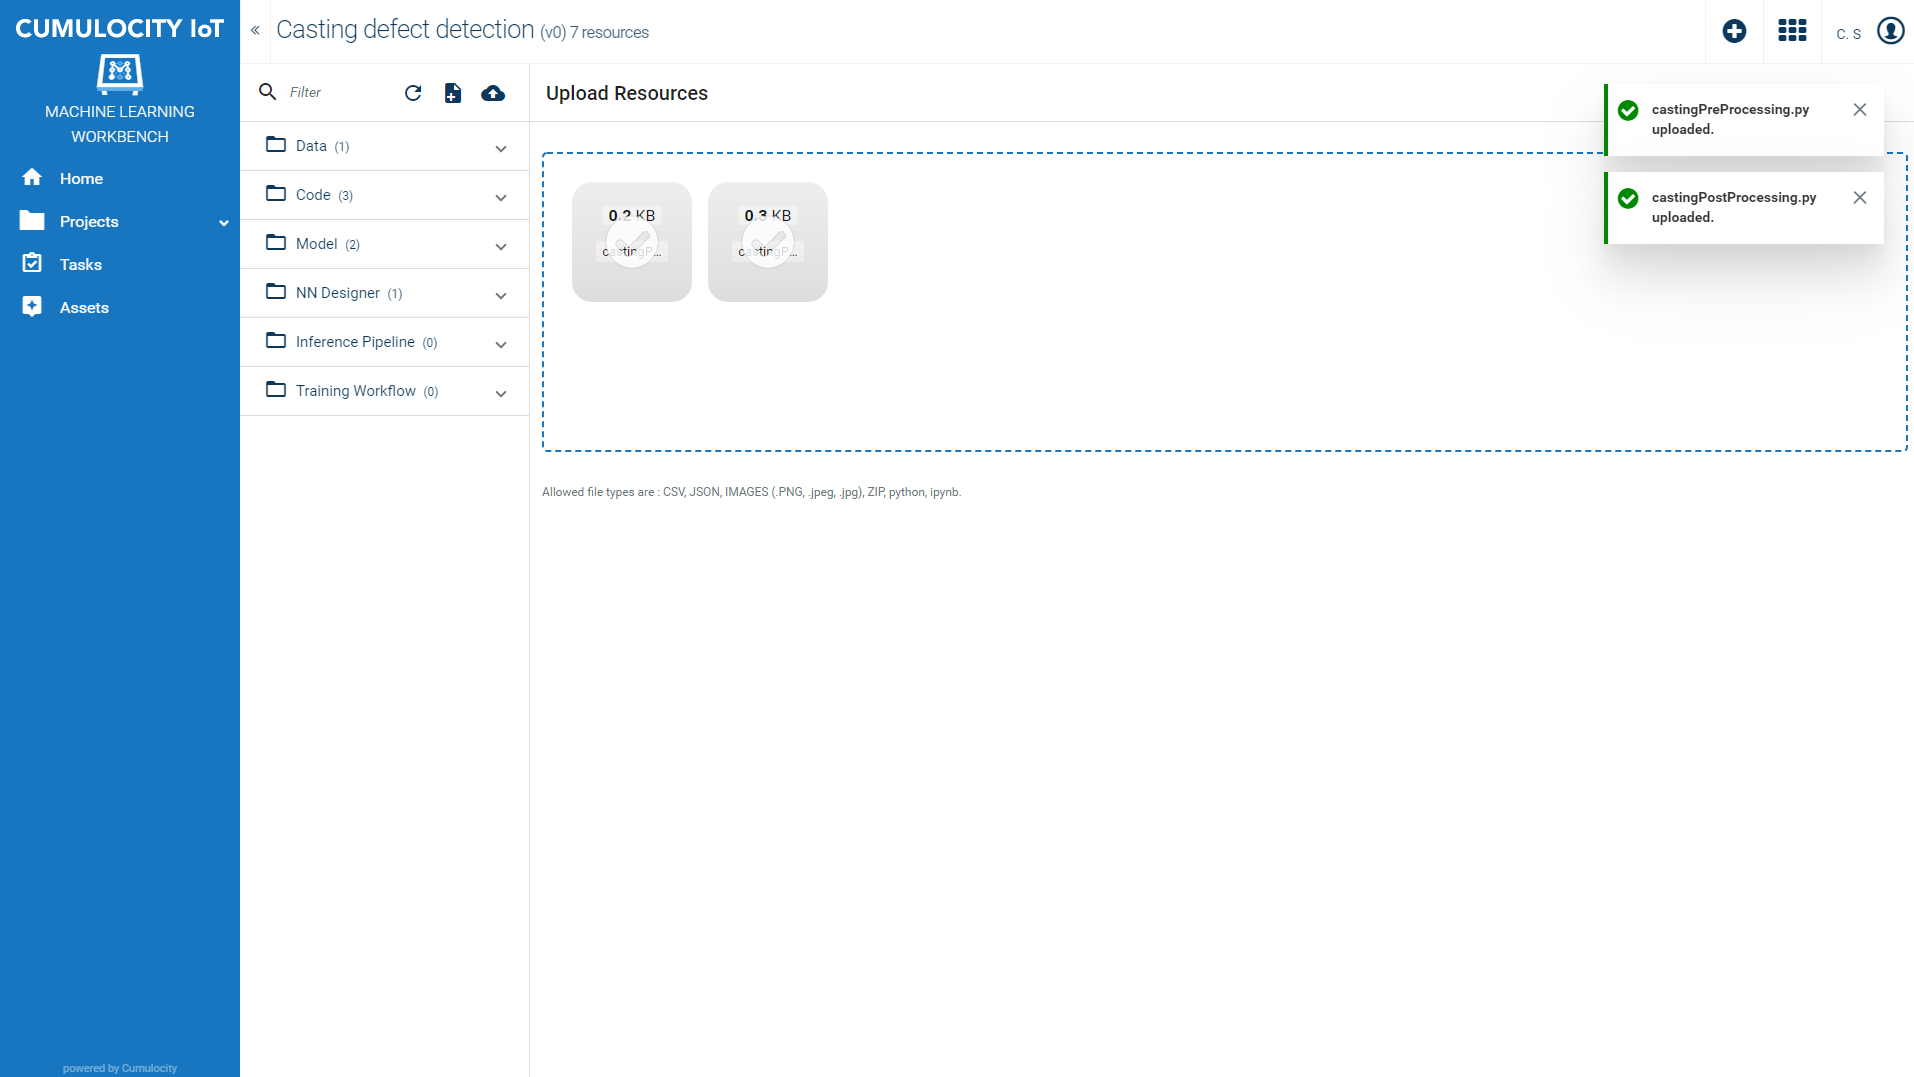 CUMULOCITY IoT
MACHINE LEARNING
WORKBENCH
Home
Projects
Tasks
Assets
powered by Cumulocity
Casting defect detection (v0) 7 resources
C. S
Filter
Data (1)
Code (3)
Model (2)
NN Designer (1)
Inference Pipeline (0)
Training Workflow (0)
Upload Resources
0.2 KB
castingP...
0.3 KB
castingP...
Allowed file types are : CSV, JSON, IMAGES (.PNG, .jpeg, .jpg), ZIP, python, ipynb.
castingPreProcessing.py
uploaded.
castingPostProcessing.py
uploaded.